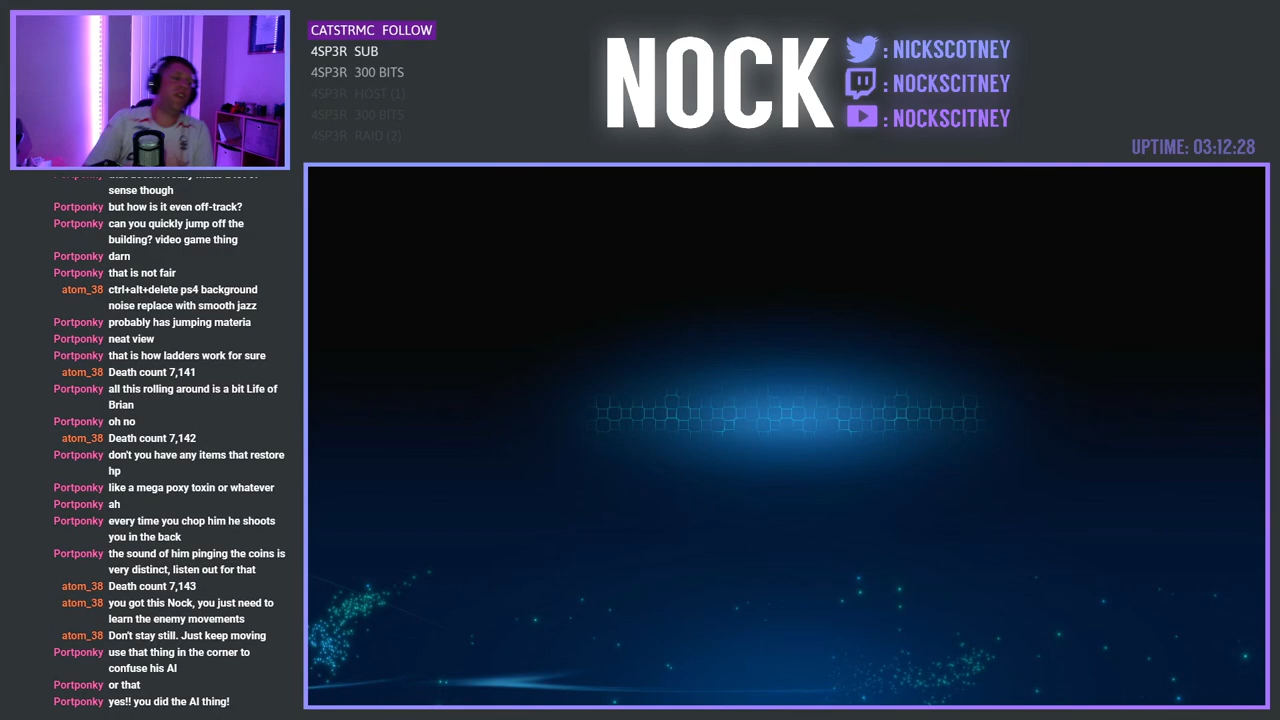 CATSTRMC FOLLOW
4SP3R SUB
4SP3R 300 BITS
4SP3R HOST (1)
4SP3R 300 BITS
4SP3R RAID (2)
NOCK
: NICKSCOTNEY
: NOCKSCITNEY
: NOCKSCITNEY
UPTIME: 03:12:28
sense though
Portponky but how is it even off-track?
Portponky can you quickly jump off the
building? video game thing
Portponky darn
Portponky that is not fair
atom_38 ctrl+alt+delete ps4 background
noise replace with smooth jazz
Portponky probably has jumping materia
Portponky neat view
Portponky that is how ladders work for sure
atom_38 Death count 7,141
Portponky all this rolling around is a bit Life of
Brian
Portponky oh no
atom_38 Death count 7,142
Portponky don't you have any items that restore
hp
Portponky like a mega poxy toxin or whatever
Portponky ah
Portponky every time you chop him he shoots
you in the back
Portponky the sound of him pinging the coins is
very distinct, listen out for that
atom_38 Death count 7,143
atom_38 you got this Nock, you just need to
learn the enemy movements
atom_38 Don't stay still. Just keep moving
Portponky use that thing in the corner to
confuse his AI
Portponky or that
Portponky yes!! you did the AI thing!